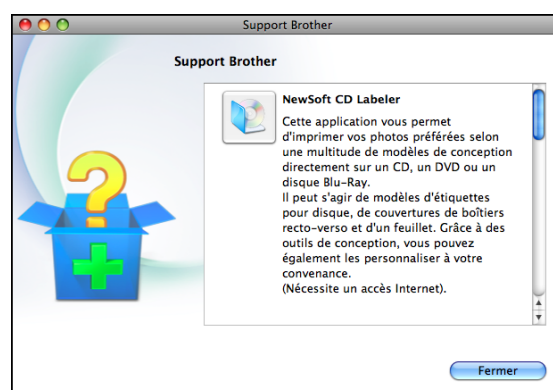 Support Brother
Support Brother
NewSoft CD Labeler
Cette application vous permet
d'imprimer vos photos préférées selon
une multitude de modèles de conception
directement sur un CD, un DVD ou un
disque Blu-Ray.
Il peut s'agir de modèles d'étiquettes
pour disque, de couvertures de boîtiers
recto-verso et d'un feuillet. Grâce à des
outils de conception, vous pouvez
également les personnaliser à votre
convenance.
(Nécessite un accès Internet).
Fermer